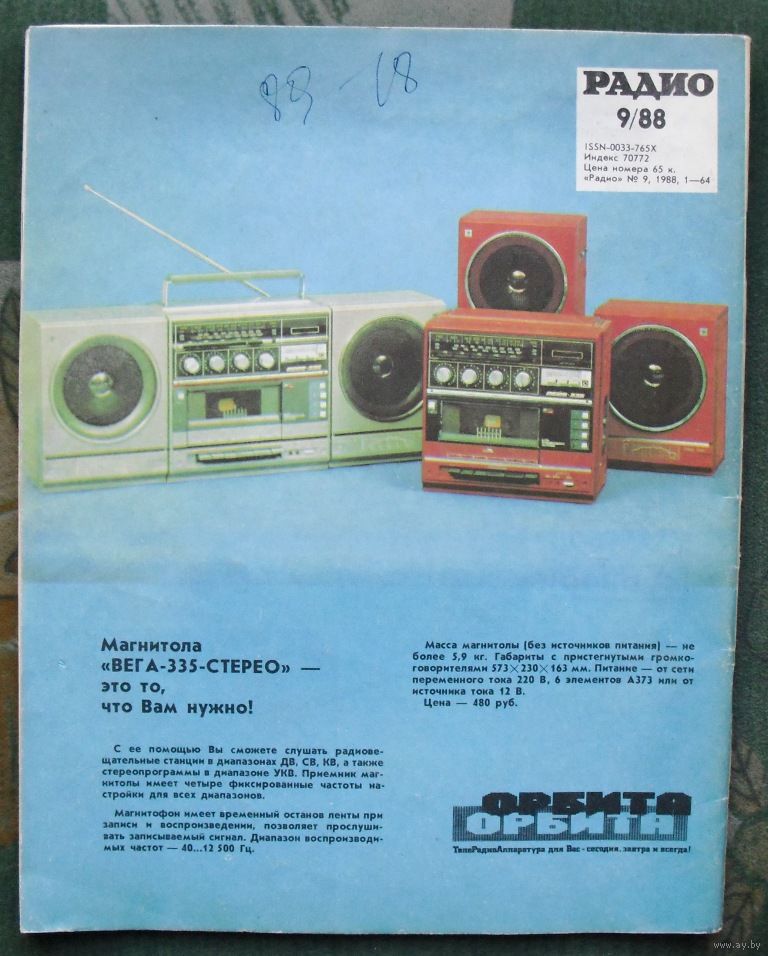 89-18
РАДИО
9/88
ISSN-0033-765X
Индекс 70772
Цена номера 65 к.
«Радио» № 9, 1988, 1—64
Магнитола
«ВЕГА-335-СТЕРЕО» —
это то,
что Вам нужно!
С ее помощью Вы сможете слушать радиове-
щательные станции в диапазонах ДВ, СВ, КВ, а также
стереопрограммы в диапазоне УКВ. Приемник маг-
нитолы имеет четыре фиксированные частоты на-
стройки для всех диапазонов.
Магнитофон имеет временный останов ленты при
записи и воспроизведении, позволяет прослуши-
вать записываемый сигнал. Диапазон воспроизводи-
мых частот — 40...12 500 Гц.
Масса магнитолы (без источников питания) — не
более 5,9 кг. Габариты с пристегнутыми громко-
говорителями 573×230×163 мм. Питание — от сети
переменного тока 220 В, 6 элементов А373 или от
источника тока 12 В.
Цена — 480 руб.
ОРБИТА
ОРБИТА
ТелеРадиоАппаратура для Вас - сегодня, завтра и всегда!
www.ay.by